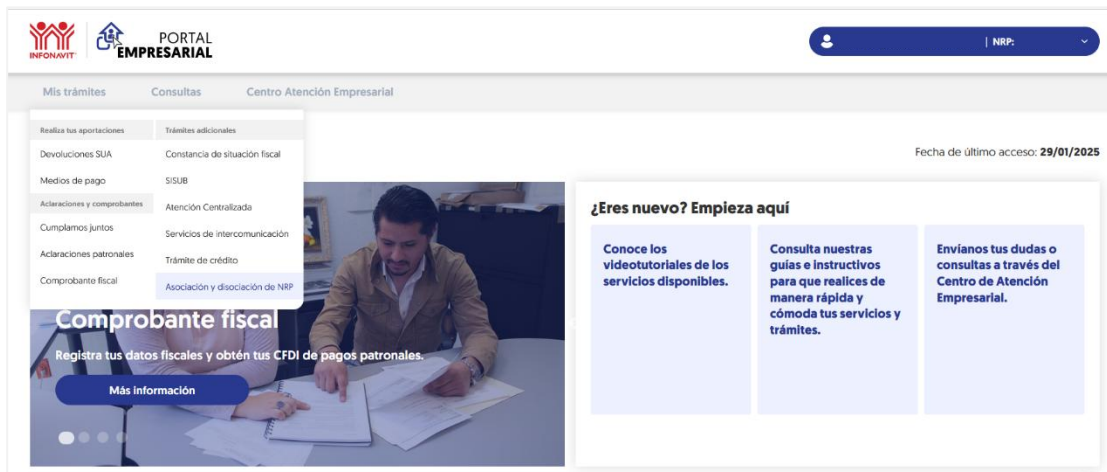 INFONAVIT
PORTAL
EMPRESARIAL
| NRP:
Mis trámites
Consultas
Centro Atención Empresarial
Realiza tus aportaciones
Devoluciones SUA
Medios de pago
Aclaraciones y comprobantes
Cumplamos juntos
Aclaraciones patronales
Comprobante fiscal
Trámites adicionales
Constancia de situación fiscal
SISUB
Atención Centralizada
Servicios de intercomunicación
Trámite de crédito
Asociación y disociación de NRP
Fecha de último acceso: 29/01/2025
Comprobante fiscal
Registra tus datos fiscales y obtén tus CFDI de pagos patronales.
Más información
¿Eres nuevo? Empieza aquí
Conoce los
videotutoriales de los
servicios disponibles.
Consulta nuestras
guías e instructivos
para que realices de
manera rápida y
cómoda tus servicios y
trámites.
Envíanos tus dudas o
consultas a través del
Centro de Atención
Empresarial.